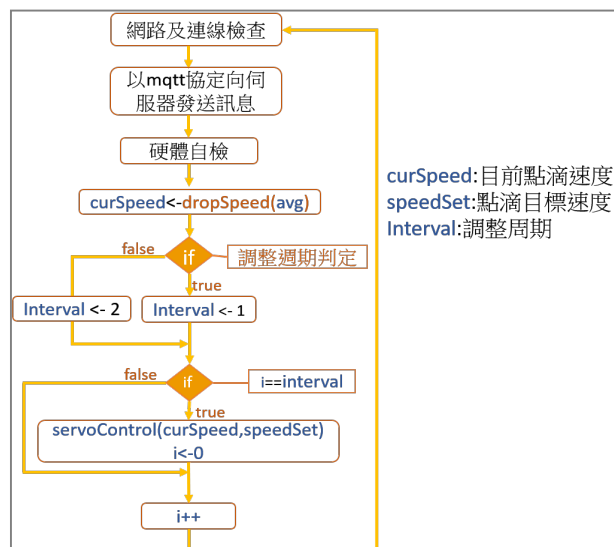 網路及連線檢查
以mqtt協定向伺
服器發送訊息
硬體自檢
curSpeed<-dropSpeed(avg)
false
if
調整週期判定
true
Interval <- 2
Interval <- 1
false
if
i==interval
true
servoControl(curSpeed,speedSet)
i<-0
i++
curSpeed:目前點滴速度
speedSet:點滴目標速度
Interval:調整周期